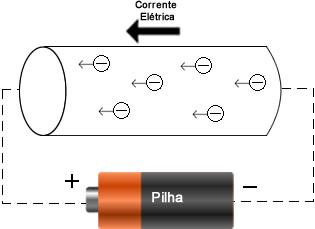 Corrente
Elétrica
+
Pilha
−